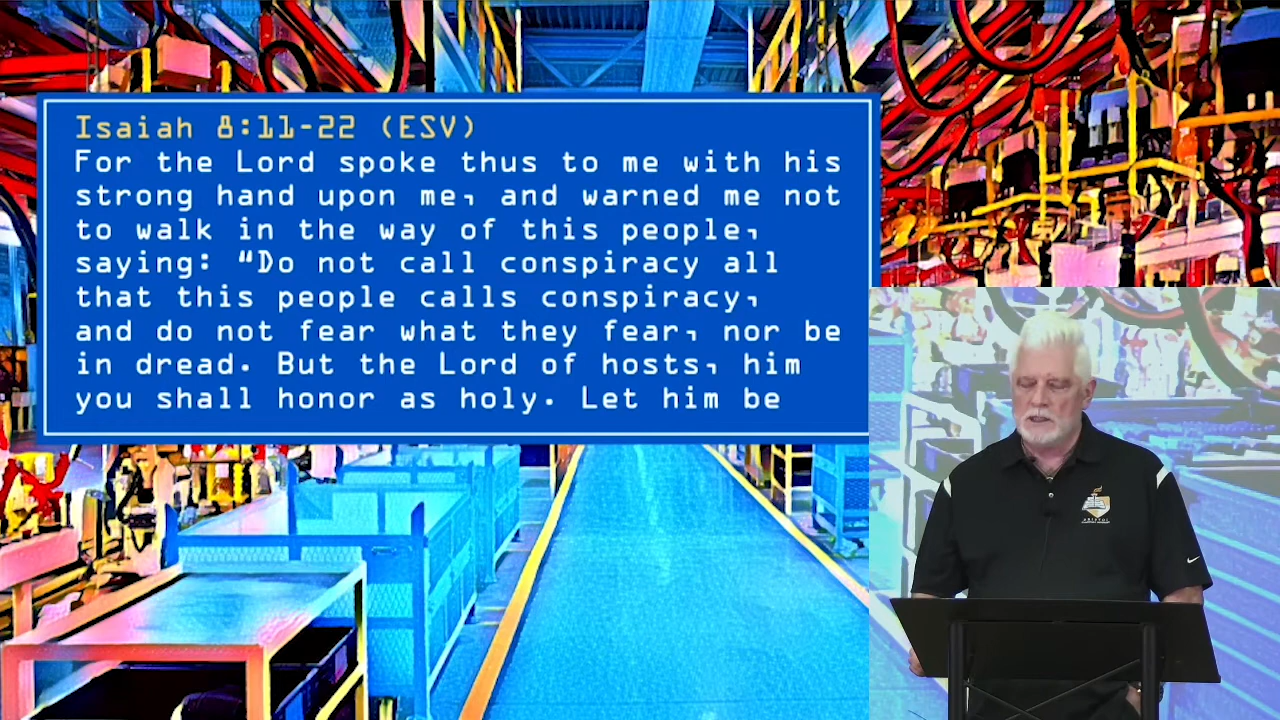 Isaiah 8:11-22 (ESV)
For the Lord spoke thus to me with his
strong hand upon me, and warned me not
to walk in the way of this people,
saying: “Do not call conspiracy all
that this people calls conspiracy,
and do not fear what they fear, nor be
in dread. But the Lord of hosts, him
you shall honor as holy. Let him be
BRISTOL